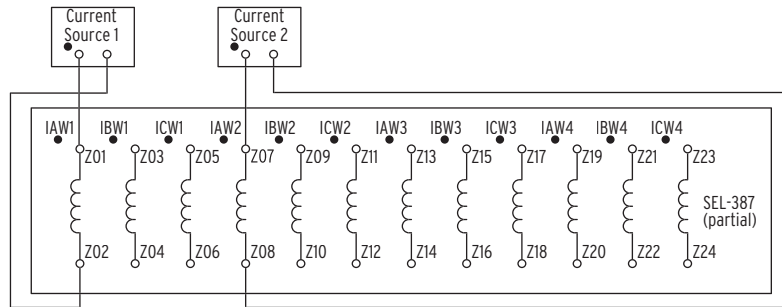 Current
Source 1
Current
Source 2
IAW1 IBW1 ICW1 IAW2 IBW2 ICW2 IAW3 IBW3 ICW3 IAW4 IBW4 ICW4
Z01 Z03 Z05 Z07 Z09 Z11 Z13 Z15 Z17 Z19 Z21 Z23
SEL-387
(partial)
Z02 Z04 Z06 Z08 Z10 Z12 Z14 Z16 Z18 Z20 Z22 Z24